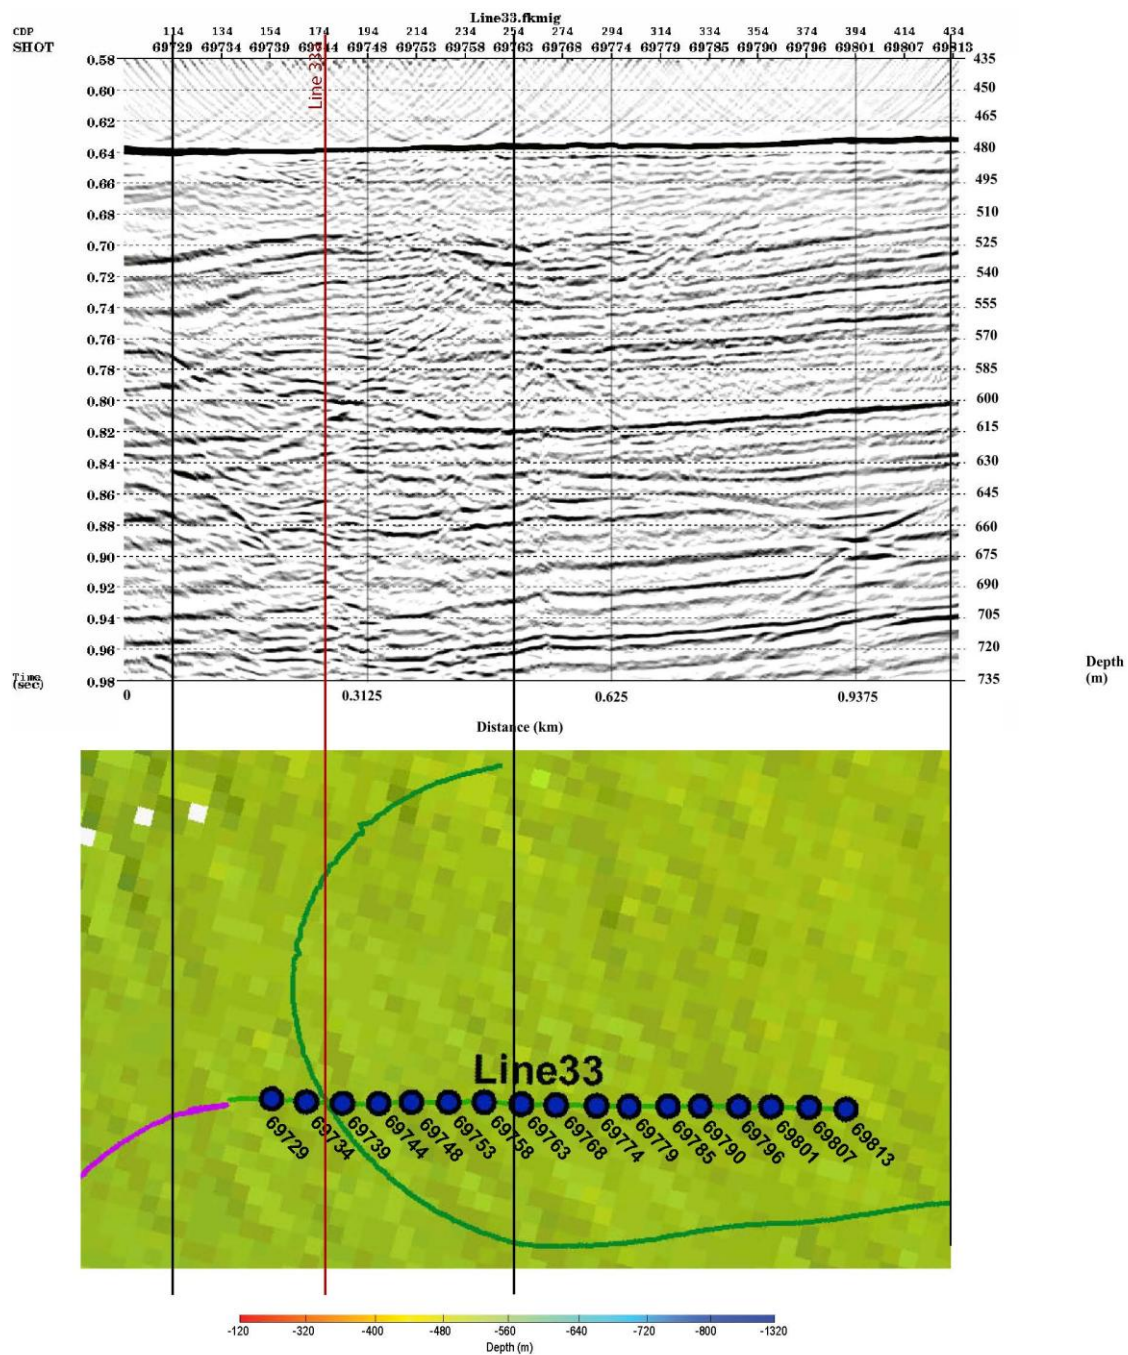 Line33.fkmig
CDP 114 134 154 174 194 214 234 254 274 294 314 334 354 374 394 414 434
SHOT 69729 69734 69739 69744 69748 69753 69758 69763 69768 69774 69779 69785 69790 69796 69801 69807 69813
Line 33a
0.58 435
0.60 450
0.62 465
0.64 480
0.66 495
0.68 510
0.70 525
0.72 540
0.74 555
0.76 570
0.78 585
0.80 600
0.82 615
0.84 630
0.86 645
0.88 660
0.90 675
0.92 690
0.94 705
0.96 720
0.98 735
Time
(sec)
Depth
(m)
0 0.3125 0.625 0.9375
Distance (km)
Line33
69729 69734 69739 69744 69748 69753 69758 69763 69768 69774 69779 69785 69790 69796 69801 69807 69813
-120 -320 -400 -480 -560 -640 -720 -800 -1320
Depth (m)